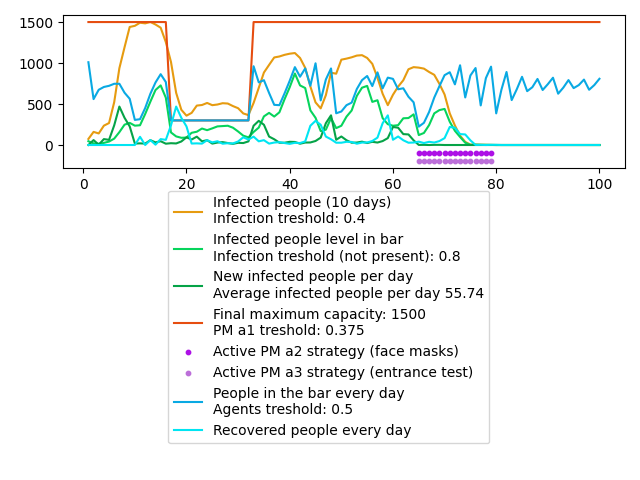 1500
1000
500
0
0 20 40 60 80 100
Infected people (10 days)
Infection treshold: 0.4
Infected people level in bar
Infection treshold (not present): 0.8
New infected people per day
Average infected people per day 55.74
Final maximum capacity: 1500
PM a1 treshold: 0.375
Active PM a2 strategy (face masks)
Active PM a3 strategy (entrance test)
People in the bar every day
Agents treshold: 0.5
Recovered people every day